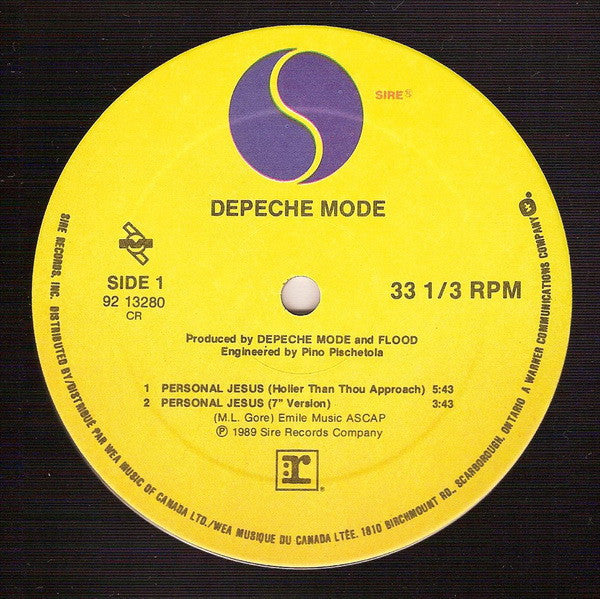 SIRE®
DEPECHE MODE
SIDE 1
92 13280
CR
33 1/3 RPM
Produced by DEPECHE MODE and FLOOD
Engineered by Pino Pischetola
1 PERSONAL JESUS (Holier Than Thou Approach) 5:43
2 PERSONAL JESUS (7" Version) 3:43
(M.L. Gore) Emile Music ASCAP
℗ 1989 Sire Records Company
r®
SIRE RECORDS, INC. DISTRIBUTED BY/DISTRIBUÉ PAR WEA MUSIC OF CANADA LTD./WEA MUSIQUE DU CANADA LTÉE. 1810 BIRCHMOUNT RD., SCARBOROUGH, ONTARIO A WARNER COMMUNICATIONS COMPANY